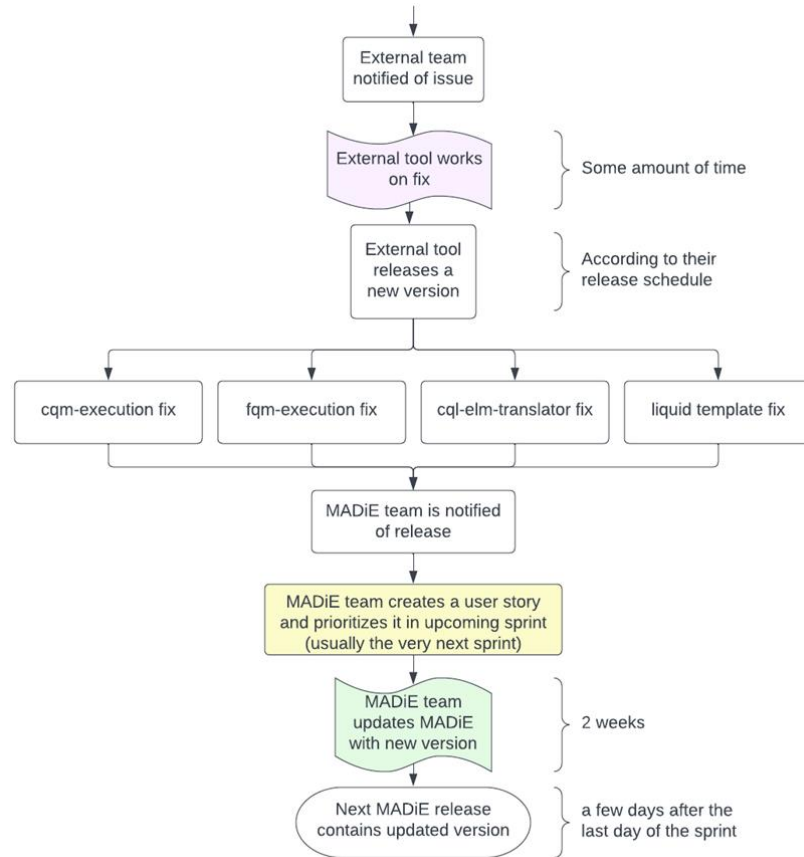 External team
notified of issue
External tool works
on fix
Some amount of time
External tool
releases a
new version
According to their
release schedule
cqm-execution fix
fqm-execution fix
cql-elm-translator fix
liquid template fix
MADiE team is notified
of release
MADiE team creates a user story
and prioritizes it in upcoming sprint
(usually the very next sprint)
MADiE team
updates MADiE
with new version
2 weeks
Next MADiE release
contains updated version
a few days after the
last day of the sprint